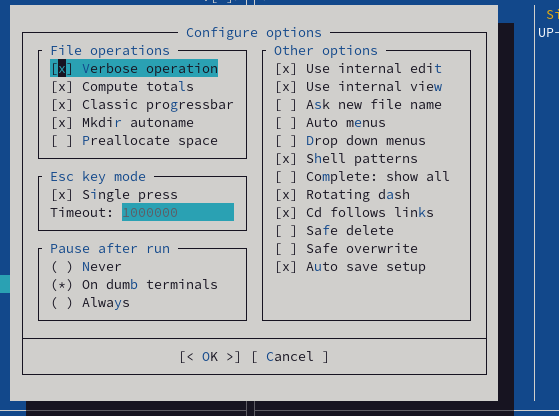 Configure options
File operations
[x] Verbose operation
[x] Compute totals
[x] Classic progressbar
[x] Mkdir autoname
[ ] Preallocate space
Esc key mode
[x] Single press
Timeout: 1000000
Pause after run
( ) Never
(*) On dumb terminals
( ) Always
Other options
[x] Use internal edit
[x] Use internal view
[ ] Ask new file name
[ ] Auto menus
[ ] Drop down menus
[x] Shell patterns
[ ] Complete: show all
[x] Rotating dash
[x] Cd follows links
[ ] Safe delete
[ ] Safe overwrite
[x] Auto save setup
[< OK >] [ Cancel ]
Si
UP-